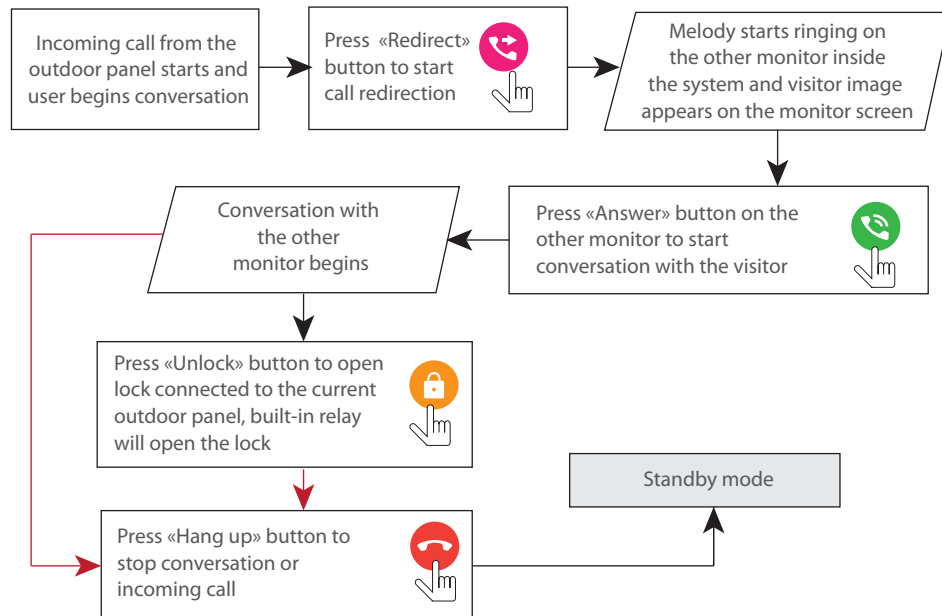 Incoming call from the
outdoor panel starts and
user begins conversation
Press «Redirect»
button to start
call redirection
Melody starts ringing on
the other monitor inside
the system and visitor image
appears on the monitor screen
Press «Answer» button on the
other monitor to start
conversation with the visitor
Conversation with
the other
monitor begins
Press «Unlock» button to open
lock connected to the current
outdoor panel, built-in relay
will open the lock
Press «Hang up» button to
stop conversation or
incoming call
Standby mode